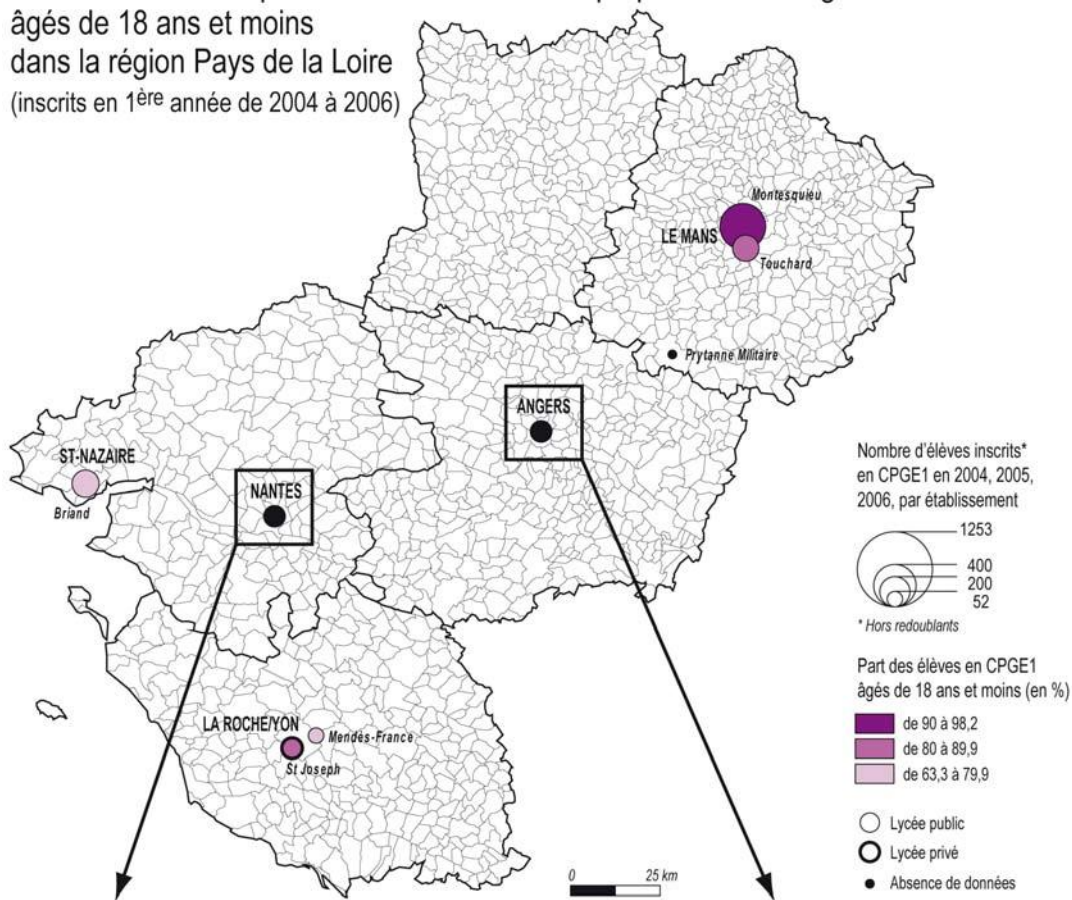 âgés de 18 ans et moins
dans la région Pays de la Loire
(inscrits en 1ère année de 2004 à 2006)
Montesquieu
LE MANS
Touchard
Prytanne Militaire
ANGERS
ST-NAZAIRE
Briand
NANTES
LA ROCHE/YON
Mendès-France
St Joseph
Nombre d'élèves inscrits*
en CPGE1 en 2004, 2005,
2006, par établissement
1253
400
200
52
* Hors redoublants
Part des élèves en CPGE1
âgés de 18 ans et moins (en %)
de 90 à 98,2
de 80 à 89,9
de 63,3 à 79,9
Lycée public
Lycée privé
Absence de données
0 25 km